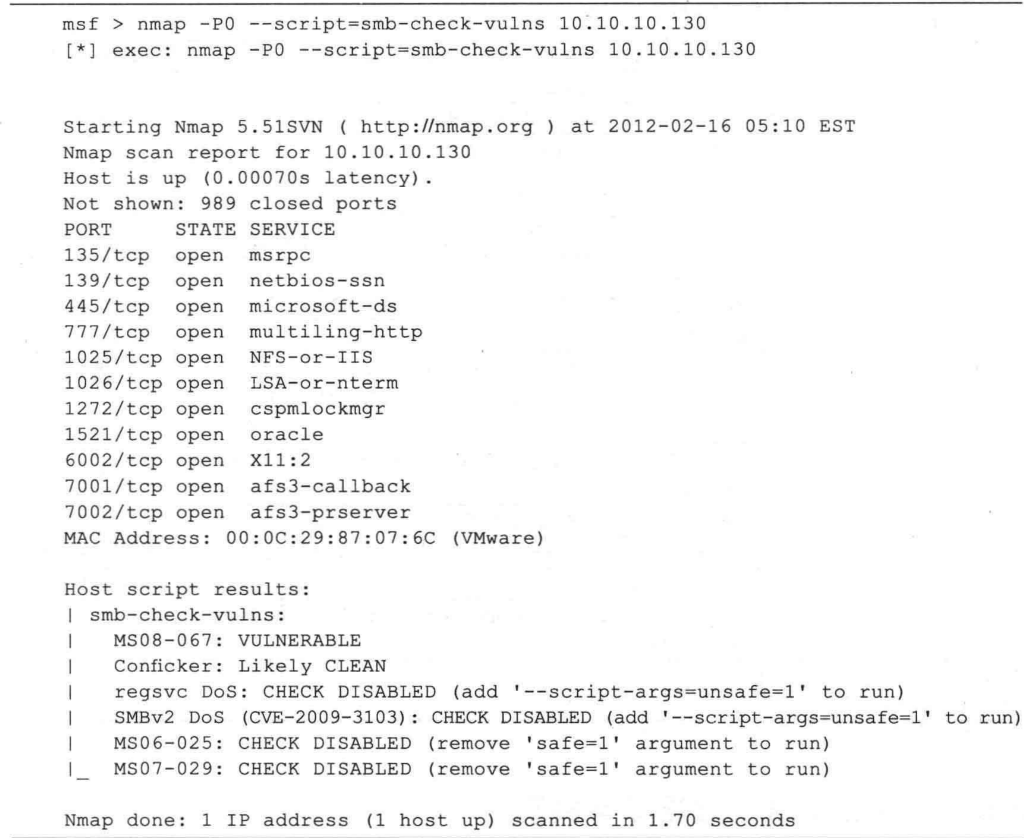 msf > nmap -P0 --script=smb-check-vulns 10.10.10.130
[*] exec: nmap -P0 --script=smb-check-vulns 10.10.10.130
Starting Nmap 5.51SVN ( http://nmap.org ) at 2012-02-16 05:10 EST
Nmap scan report for 10.10.10.130
Host is up (0.00070s latency).
Not shown: 989 closed ports
PORT STATE SERVICE
135/tcp open msrpc
139/tcp open netbios-ssn
445/tcp open microsoft-ds
777/tcp open multiling-http
1025/tcp open NFS-or-IIS
1026/tcp open LSA-or-nterm
1272/tcp open cspmlockmgr
1521/tcp open oracle
6002/tcp open X11:2
7001/tcp open afs3-callback
7002/tcp open afs3-prserver
MAC Address: 00:0C:29:87:07:6C (VMware)
Host script results:
| smb-check-vulns:
| MS08-067: VULNERABLE
| Conficker: Likely CLEAN
| regsvc DoS: CHECK DISABLED (add '--script-args=unsafe=1' to run)
| SMBv2 DoS (CVE-2009-3103): CHECK DISABLED (add '--script-args=unsafe=1' to run)
| MS06-025: CHECK DISABLED (remove 'safe=1' argument to run)
|_ MS07-029: CHECK DISABLED (remove 'safe=1' argument to run)
Nmap done: 1 IP address (1 host up) scanned in 1.70 seconds